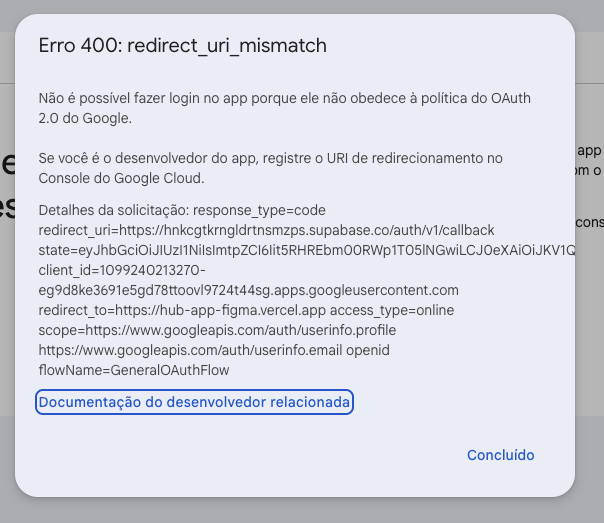 Erro 400: redirect_uri_mismatch
Não é possível fazer login no app porque ele não obedece à política do OAuth
2.0 do Google.
Se você é o desenvolvedor do app, registre o URI de redirecionamento no
Console do Google Cloud.
Detalhes da solicitação: response_type=code
redirect_uri=https://hnkcgtkrngldrtnsmzps.supabase.co/auth/v1/callback
state=eyJhbGciOiJIUzI1NiIsImtpZCI6Iit5RHREbm00RWp1T05lNGwiLCJ0eXAiOiJKV1Q
client_id=1099240213270-
eg9d8ke3691e5gd78ttoovl9724t44sg.apps.googleusercontent.com
redirect_to=https://hub-app-figma.vercel.app access_type=online
scope=https://www.googleapis.com/auth/userinfo.profile
https://www.googleapis.com/auth/userinfo.email openid
flowName=GeneralOAuthFlow
Documentação do desenvolvedor relacionada
Concluído
app